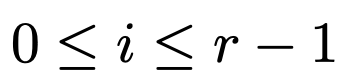 0 ≤ i ≤ r − 1